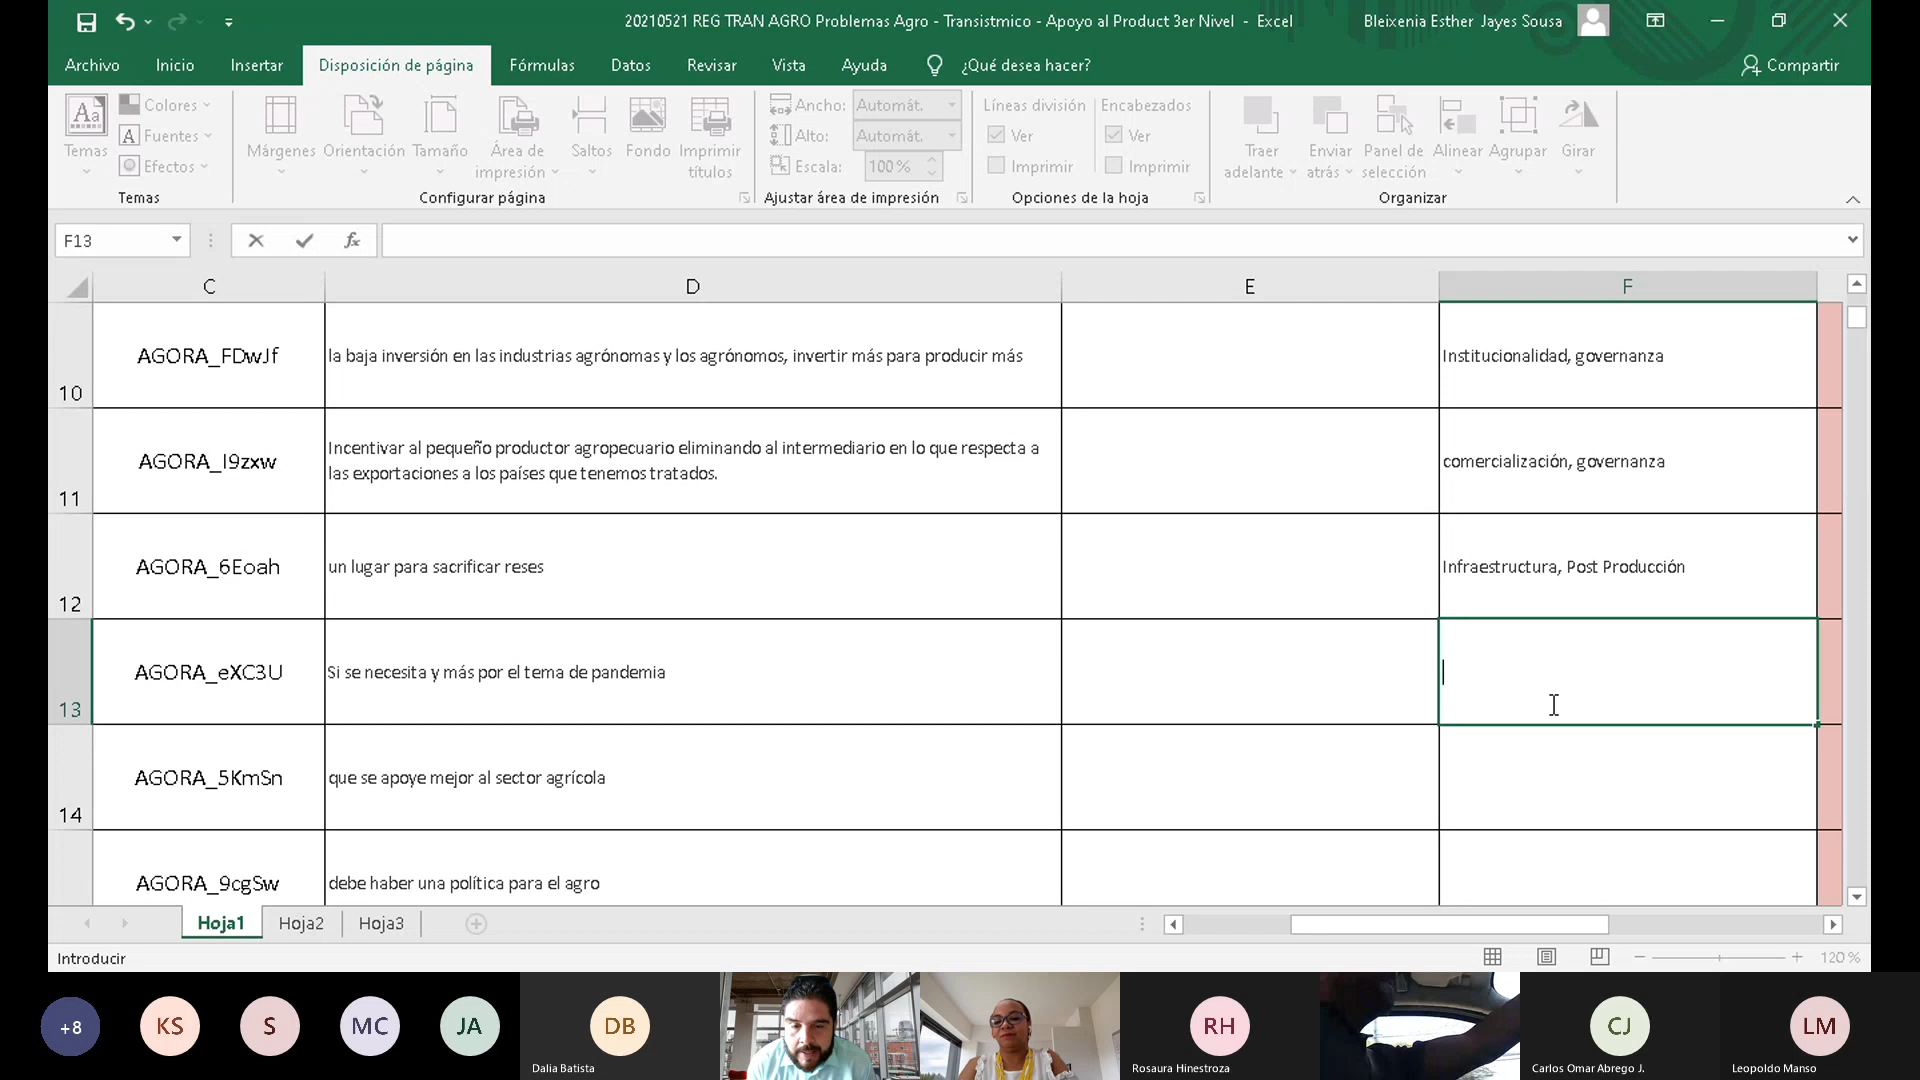 20210521 REG TRAN AGRO Problemas Agro - Transistmico - Apoyo al Product 3er Nivel - Excel
Bleixenia Esther Jayes Sousa
Archivo Inicio Insertar Disposición de página Fórmulas Datos Revisar Vista Ayuda ¿Qué desea hacer? Compartir
Temas
Colores
Fuentes
Efectos
Temas
Márgenes
Orientación
Tamaño
Área de
impresión
Saltos
Fondo
Imprimir
títulos
Configurar página
Ancho: Automát.
Alto: Automát.
Escala: 100 %
Ajustar área de impresión
Líneas división
Ver
Imprimir
Encabezados
Ver
Imprimir
Opciones de la hoja
Traer
adelante
Enviar
atrás
Panel de
selección
Alinear
Agrupar
Girar
Organizar
F13
fx
C D E F
10 AGORA_FDwJf la baja inversión en las industrias agrónomas y los agrónomos, invertir más para producir más Institucionalidad, governanza
11 AGORA_I9zxw Incentivar al pequeño productor agropecuario eliminando al intermediario en lo que respecta a
las exportaciones a los países que tenemos tratados. comercialización, governanza
12 AGORA_6Eoah un lugar para sacrificar reses Infraestructura, Post Producción
13 AGORA_eXC3U Si se necesita y más por el tema de pandemia
14 AGORA_5KmSn que se apoye mejor al sector agrícola
AGORA_9cgSw debe haber una política para el agro
Hoja1 Hoja2 Hoja3
Introducir
120 %
+8 KS S MC JA DB RH CJ LM
Dalia Batista
Rosaura Hinestroza
Carlos Omar Abrego J.
Leopoldo Manso